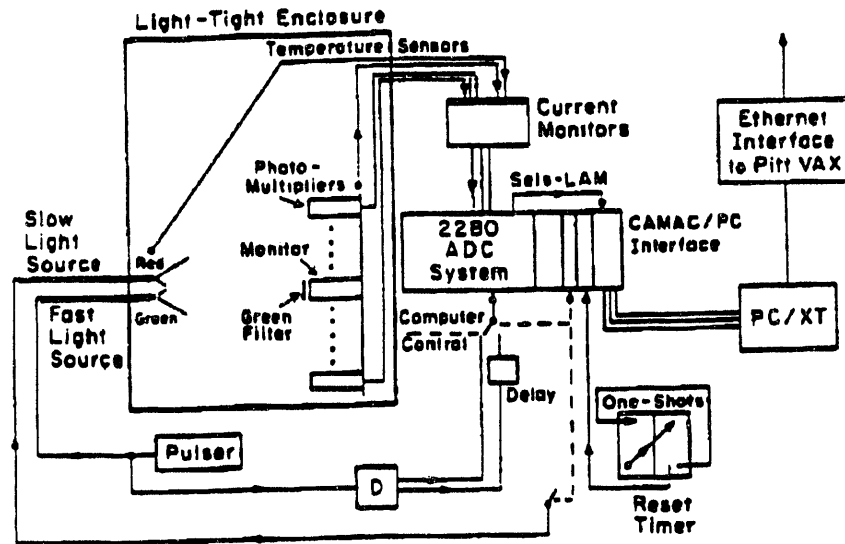 Light-Tight Enclosure
Temperature Sensors
Current
Monitors
Ethernet
Interface
to Pitt VAX
Photo-
Multipliers
Sets-LAM
Slow
Light
Source
Red
Monitor
2280
ADC
System
CAMAC/PC
Interface
Green
Fast
Light
Source
Green
Filter
Computer
Control
PC/XT
Delay
One-Shots
Pulser
D
Reset
Timer